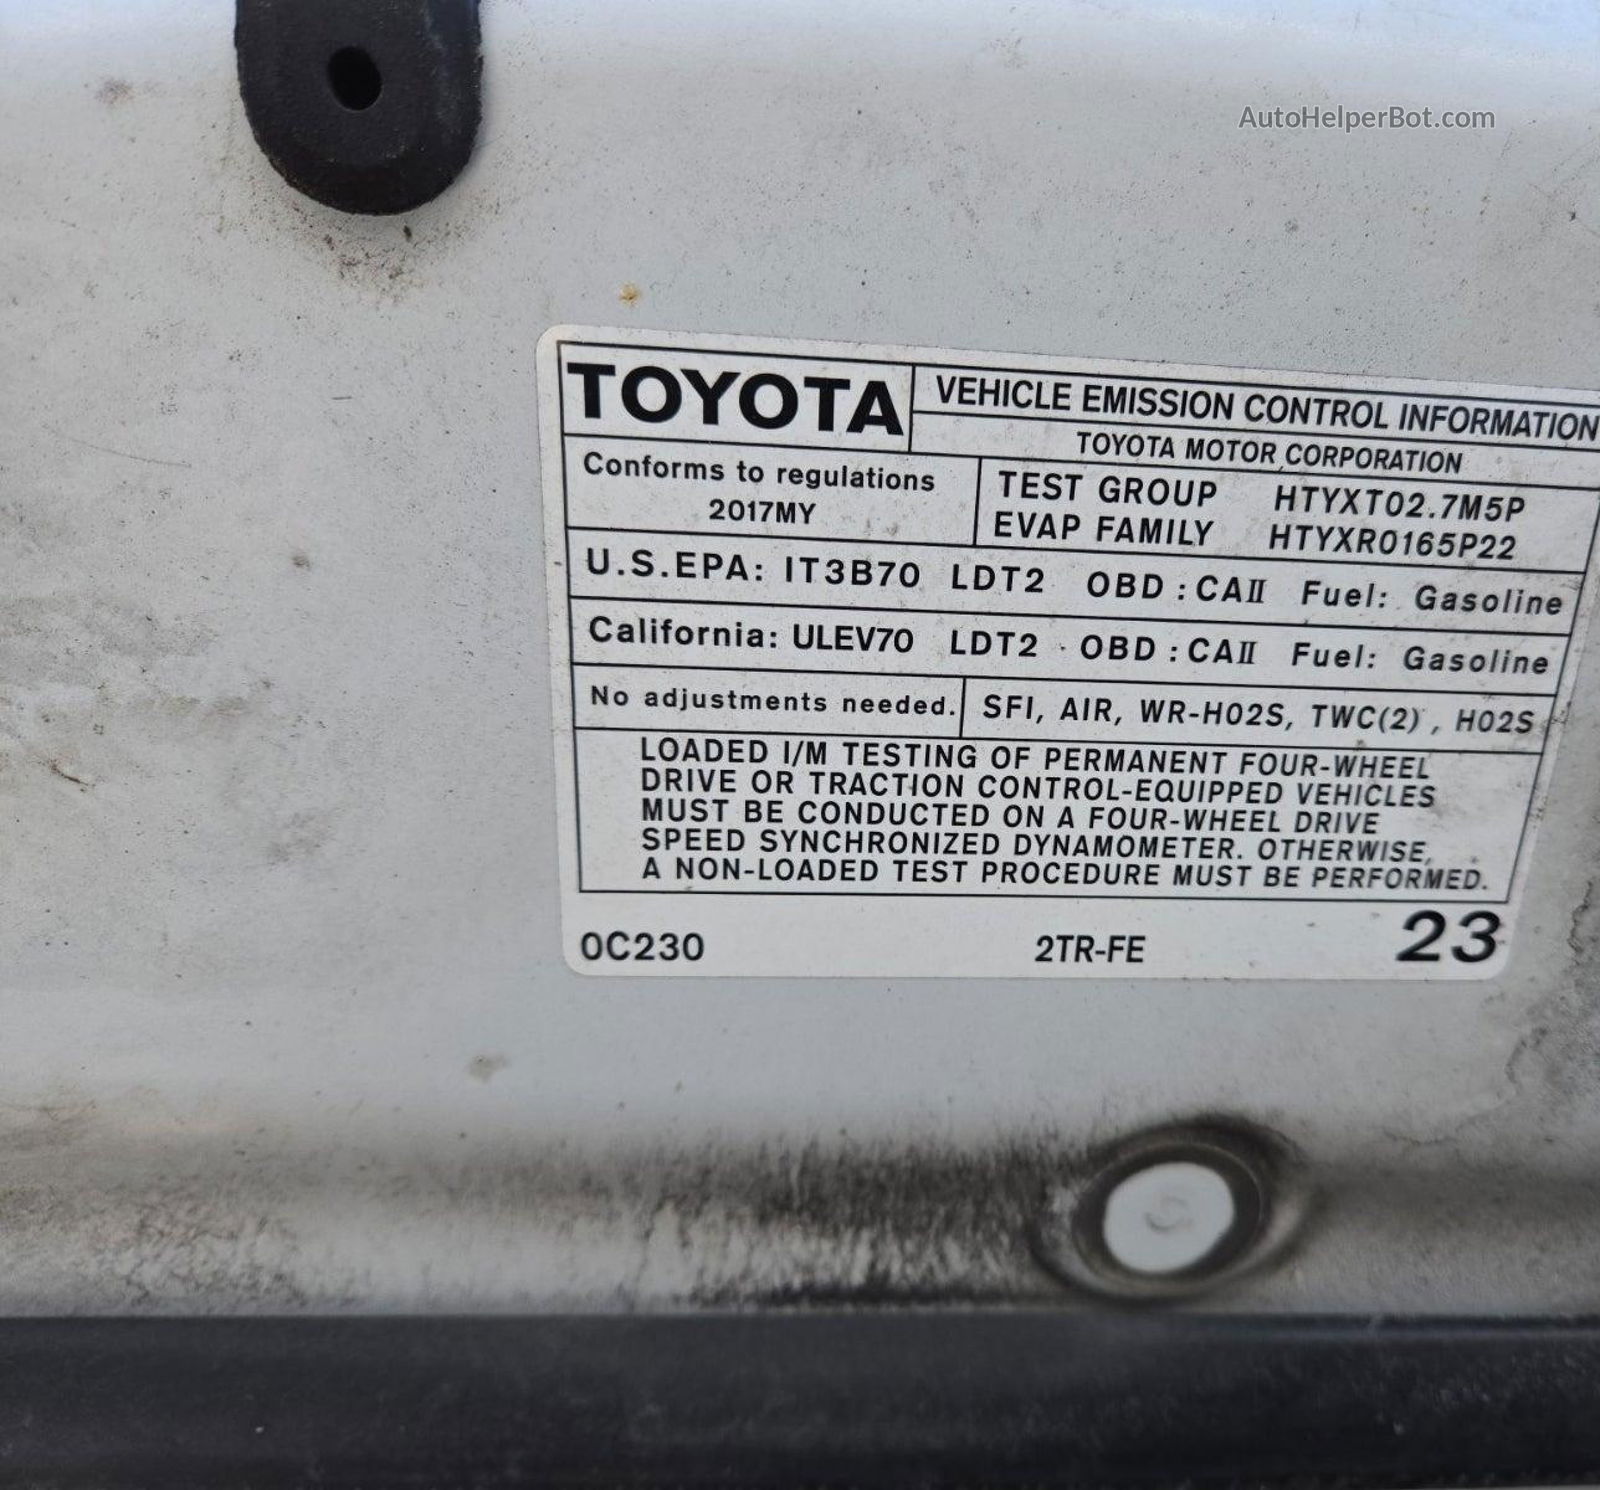 AutoHelperBot.com
TOYOTA
VEHICLE EMISSION CONTROL INFORMATION
TOYOTA MOTOR CORPORATION
Conforms to regulations
2017MY
TEST GROUP HTYXT02.7M5P
EVAP FAMILY HTYXR0165P22
U.S.EPA: IT3B70 LDT2 OBD : CAII Fuel: Gasoline
California: ULEV70 LDT2 OBD : CAII Fuel: Gasoline
No adjustments needed. SFI, AIR, WR-HO2S, TWC(2) , HO2S
LOADED I/M TESTING OF PERMANENT FOUR-WHEEL
DRIVE OR TRACTION CONTROL-EQUIPPED VEHICLES
MUST BE CONDUCTED ON A FOUR-WHEEL DRIVE
SPEED SYNCHRONIZED DYNAMOMETER. OTHERWISE,
A NON-LOADED TEST PROCEDURE MUST BE PERFORMED.
0C230 2TR-FE 23